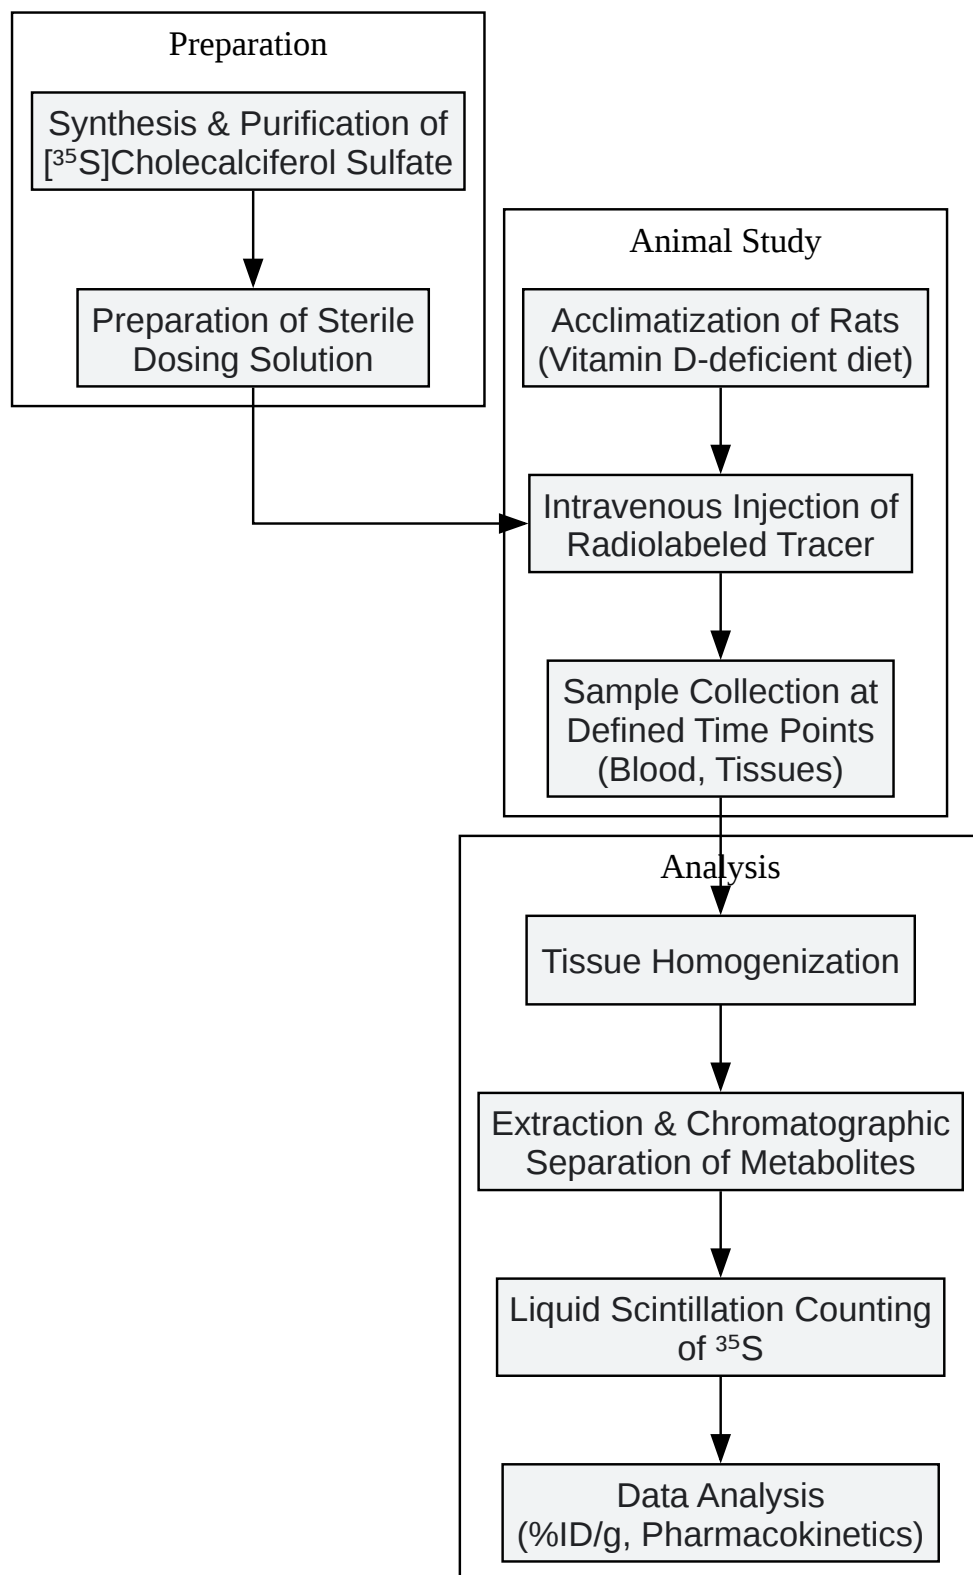 Preparation
Synthesis & Purification of
[³⁵S]Cholecalciferol Sulfate
Preparation of Sterile
Dosing Solution
Animal Study
Acclimatization of Rats
(Vitamin D-deficient diet)
Intravenous Injection of
Radiolabeled Tracer
Sample Collection at
Defined Time Points
(Blood, Tissues)
Analysis
Tissue Homogenization
Extraction & Chromatographic
Separation of Metabolites
Liquid Scintillation Counting
of ³⁵S
Data Analysis
(%ID/g, Pharmacokinetics)